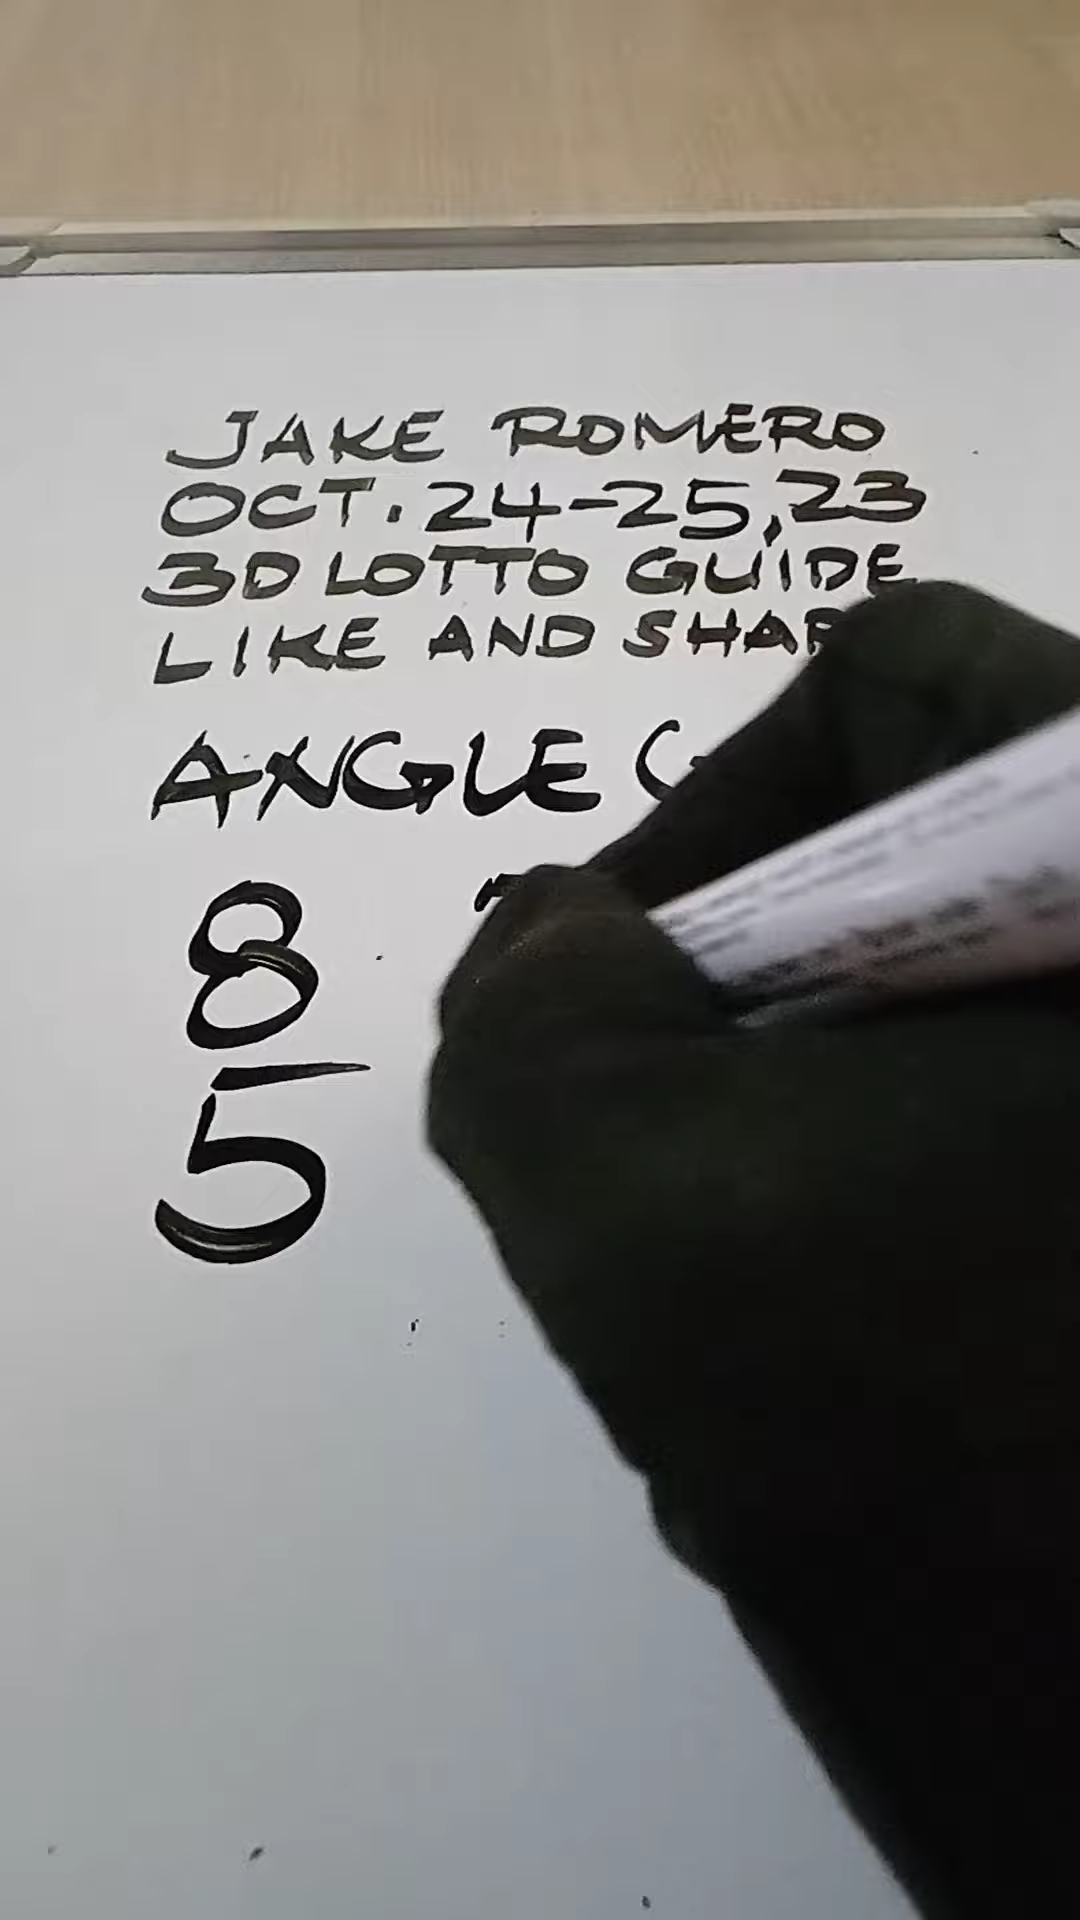 JAKE ROMERO
OCT. 24-25, 23
3D LOTTO GUIDE
LIKE AND
ANGLE
8
5